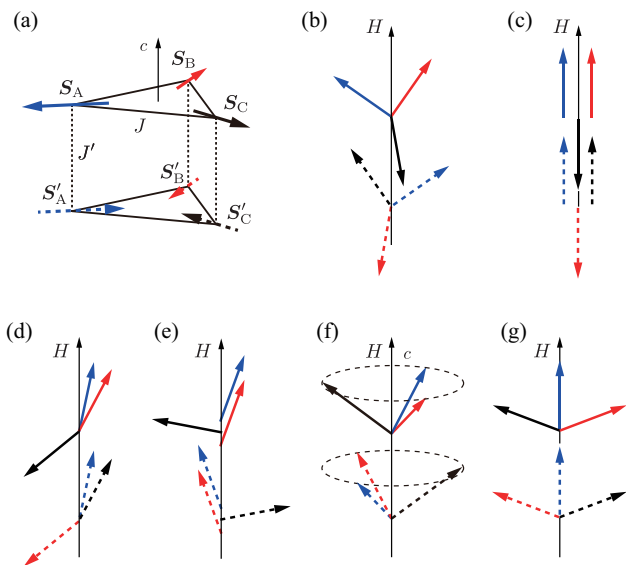 (a)
(b)
(c)
c
H
H
S_B
S_A
S_C
J
J′
S′_B
S′_A
S′_C
(d)
(e)
(f)
(g)
H
H
H
c
H